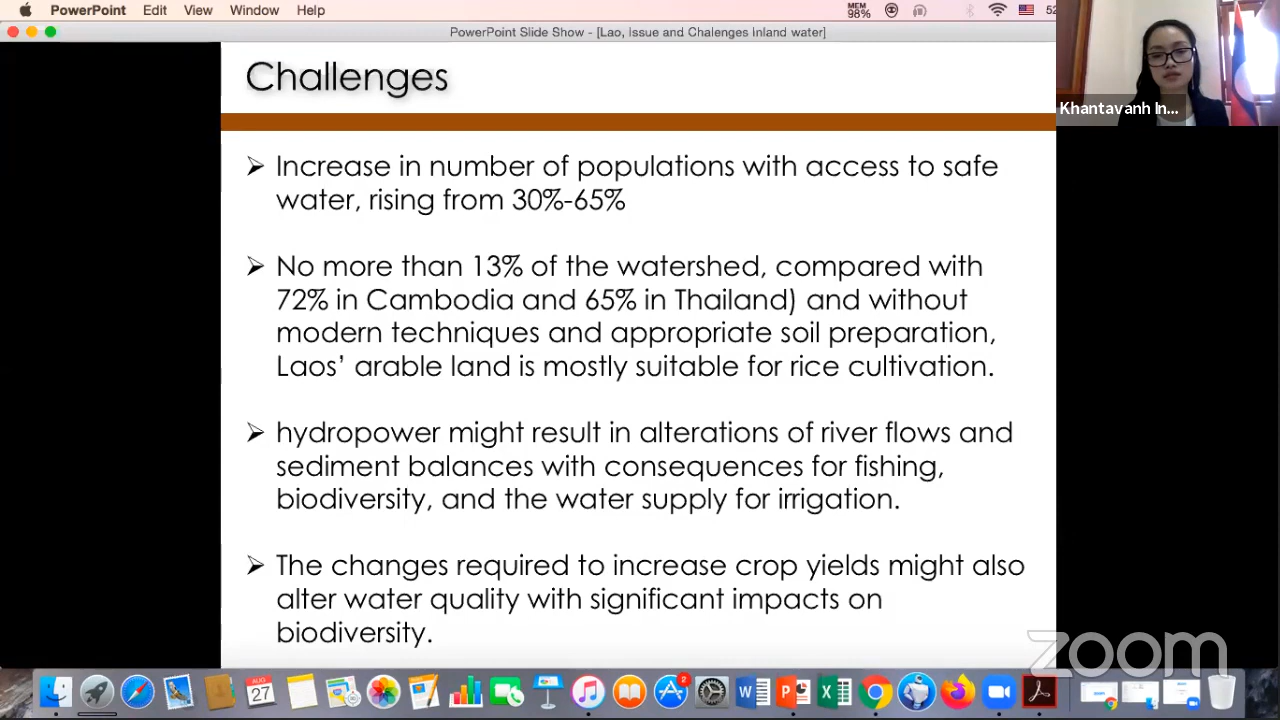 PowerPoint Edit View Window Help
MEM 98%
52
PowerPoint Slide Show - [Lao, Issue and Chalenges Inland water]
Khantavanh In...
Challenges
Increase in number of populations with access to safe
water, rising from 30%-65%
No more than 13% of the watershed, compared with
72% in Cambodia and 65% in Thailand) and without
modern techniques and appropriate soil preparation,
Laos’ arable land is mostly suitable for rice cultivation.
hydropower might result in alterations of river flows and
sediment balances with consequences for fishing,
biodiversity, and the water supply for irrigation.
The changes required to increase crop yields might also
alter water quality with significant impacts on
biodiversity.
zoom
AUG
27
2